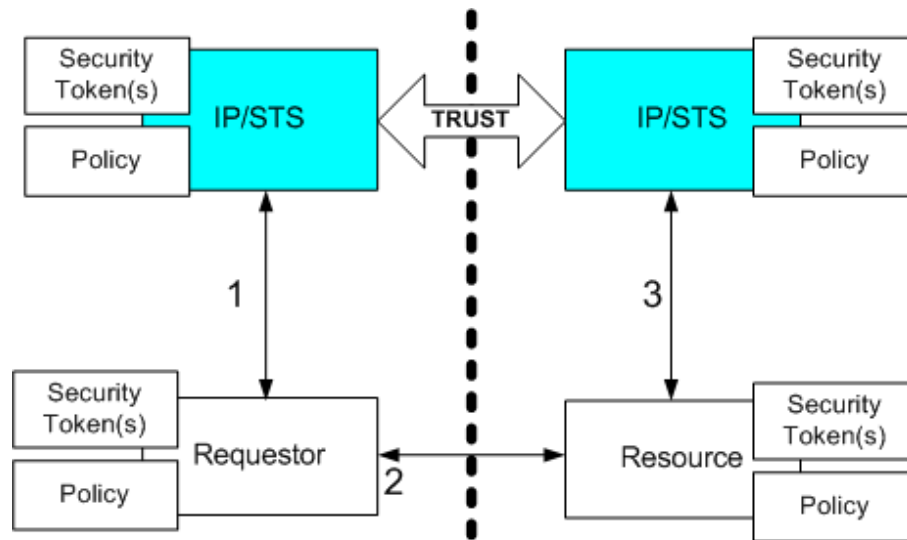 Security
Token(s)
Policy
IP/STS
TRUST
IP/STS
Security
Token(s)
Policy
1
3
Security
Token(s)
Policy
Requestor
2
Resource
Security
Token(s)
Policy